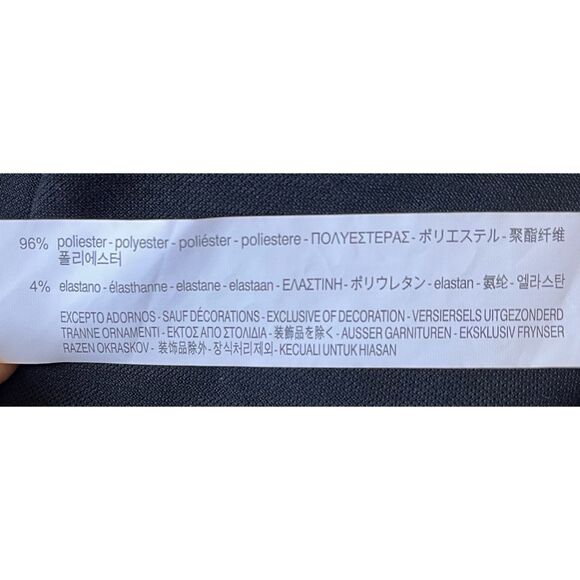 96% poliester - polyester - poliéster - poliestere - ΠΟΛΥΕΣΤΕΡΑΣ - ポリエステル - 聚酯纤维
폴리에스터
4% elastano - élasthanne - elastane - elastaan - ΕΛΑΣΤΙΝΗ - ポリウレタン - elastan - 氨纶 - 엘라스탄
EXCEPTO ADORNOS - SAUF DÉCORATIONS - EXCLUSIVE OF DECORATION - VERSIERSELS UITGEZONDERD
TRANNE ORNAMENTI - ΕΚΤΟΣ ΑΠΟ ΣΤΟΛΙΔΙΑ - 装飾品を除く - AUSSER GARNITUREN - EKSKLUSIV FRYNSER
RAZEN OKRASKOV - 装饰品除外 - 장식처리제외 - KECUALI UNTUK HIASAN